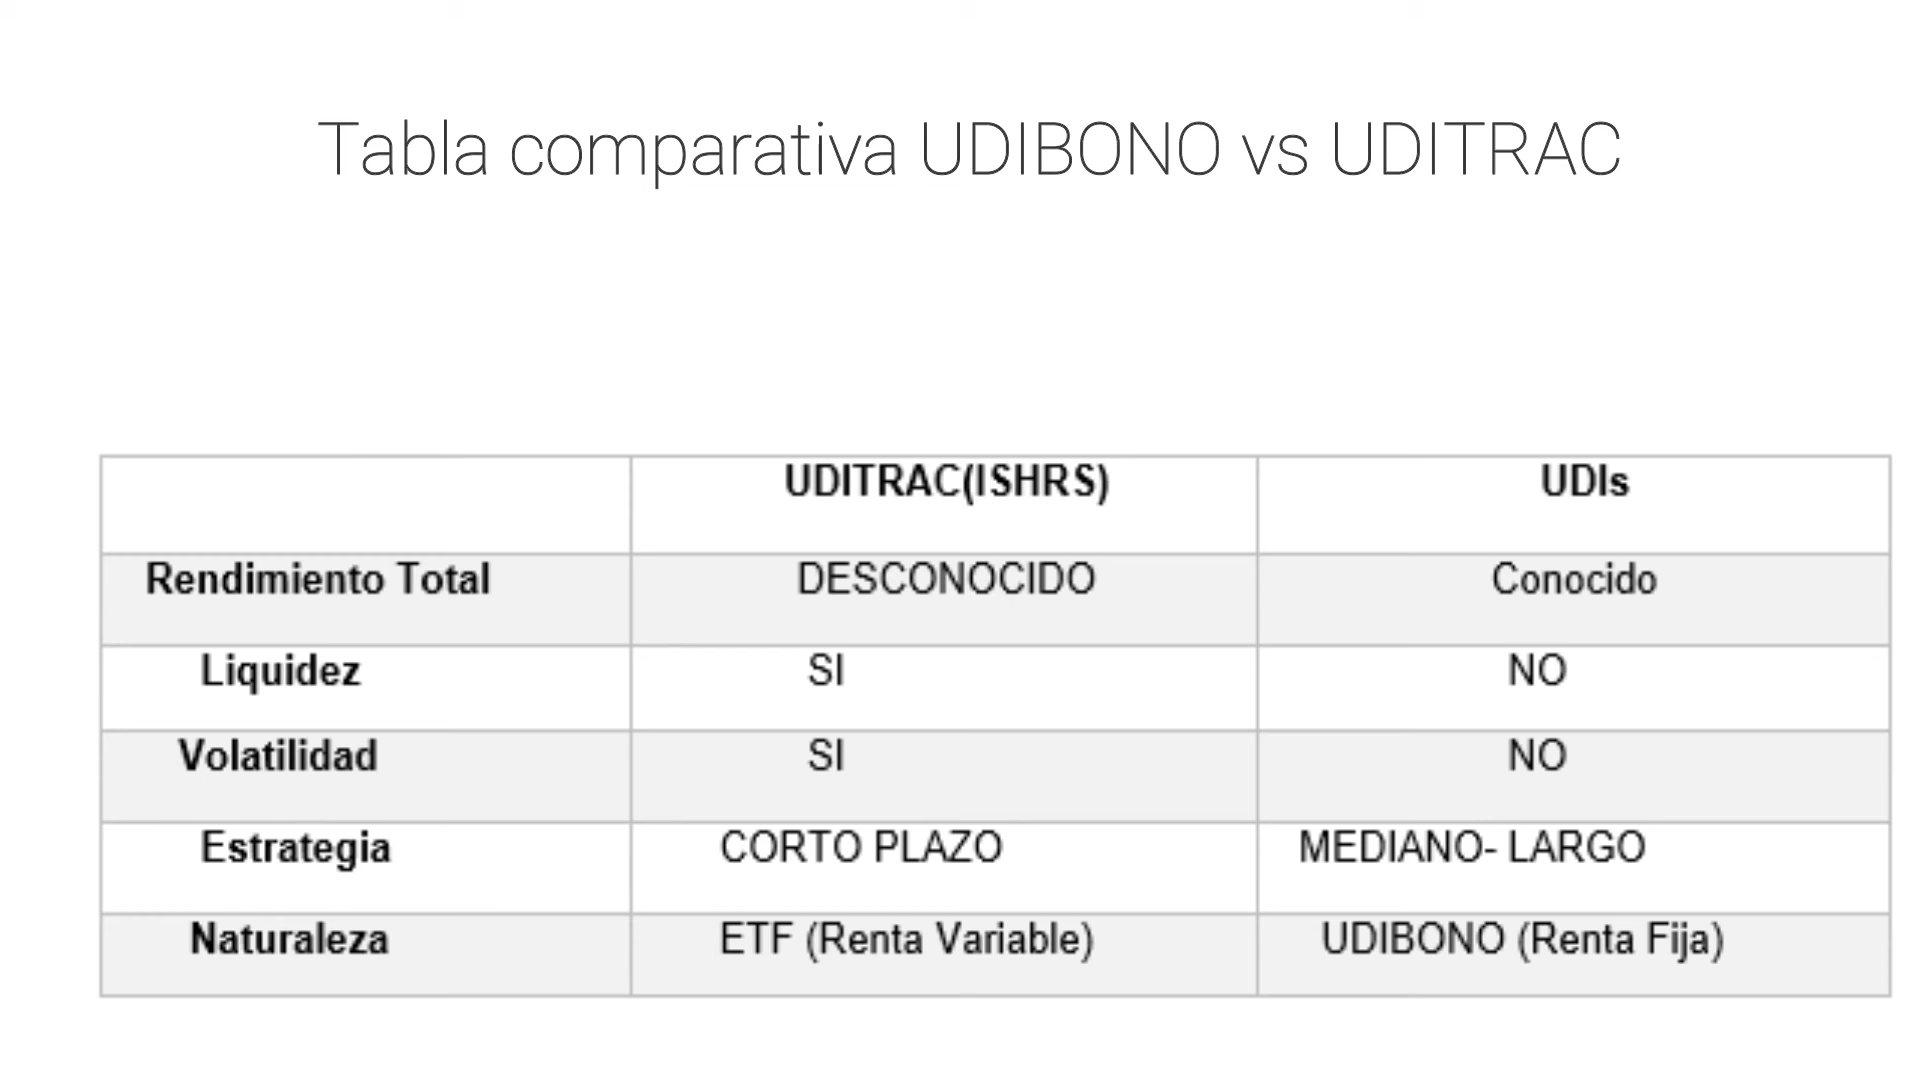 Tabla comparativa UDIBONO vs UDITRAC
UDITRAC(ISHRS) UDIs
Rendimiento Total DESCONOCIDO Conocido
Liquidez SI NO
Volatilidad SI NO
Estrategia CORTO PLAZO MEDIANO- LARGO
Naturaleza ETF (Renta Variable) UDIBONO (Renta Fija)